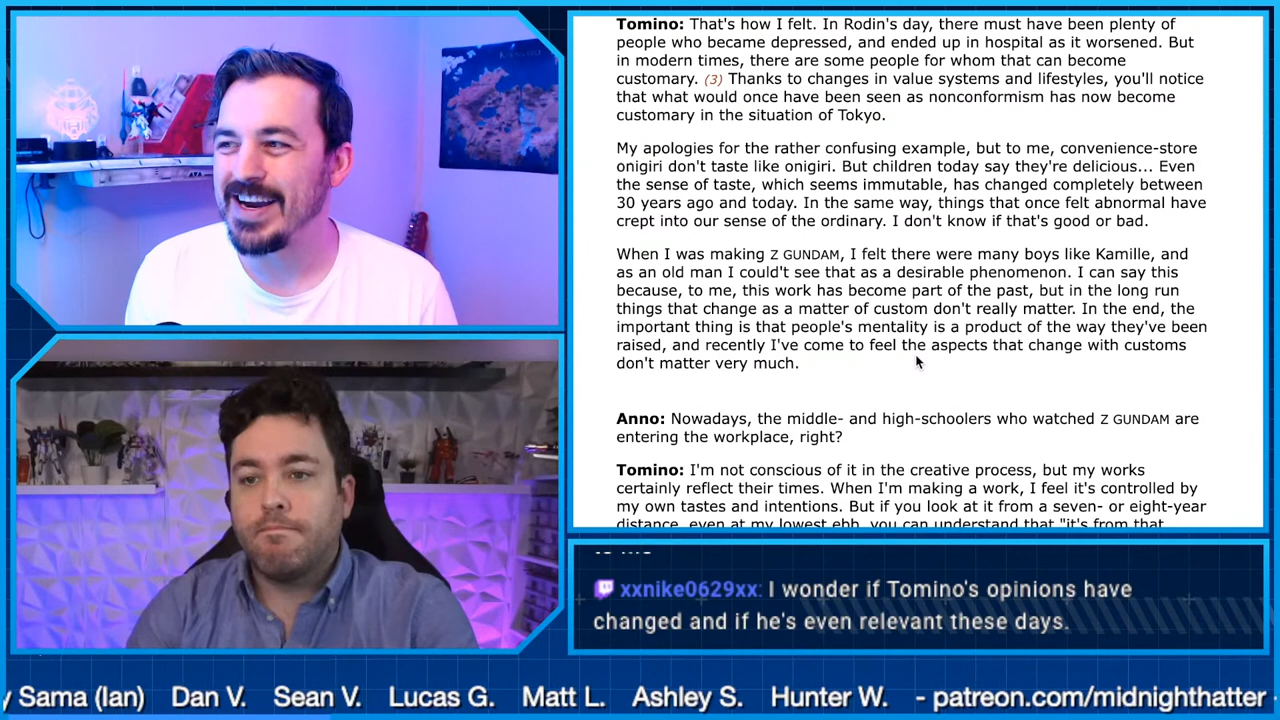 Tomino: That's how I felt. In Rodin's day, there must have been plenty of
people who became depressed, and ended up in hospital as it worsened. But
in modern times, there are some people for whom that can become
customary. (3) Thanks to changes in value systems and lifestyles, you'll notice
that what would once have been seen as nonconformism has now become
customary in the situation of Tokyo.
My apologies for the rather confusing example, but to me, convenience-store
onigiri don't taste like onigiri. But children today say they're delicious... Even
the sense of taste, which seems immutable, has changed completely between
30 years ago and today. In the same way, things that once felt abnormal have
crept into our sense of the ordinary. I don't know if that's good or bad.
When I was making Z GUNDAM, I felt there were many boys like Kamille, and
as an old man I could't see that as a desirable phenomenon. I can say this
because, to me, this work has become part of the past, but in the long run
things that change as a matter of custom don't really matter. In the end, the
important thing is that people's mentality is a product of the way they've been
raised, and recently I've come to feel the aspects that change with customs
don't matter very much.
Anno: Nowadays, the middle- and high-schoolers who watched Z GUNDAM are
entering the workplace, right?
Tomino: I'm not conscious of it in the creative process, but my works
certainly reflect their times. When I'm making a work, I feel it's controlled by
my own tastes and intentions. But if you look at it from a seven- or eight-year
distance, even at my lowest ebb, you can understand that "it's from that
xxnike0629xx: I wonder if Tomino's opinions have
changed and if he's even relevant these days.
y Sama (Ian) Dan V. Sean V. Lucas G. Matt L. Ashley S. Hunter W. - patreon.com/midnighthatter -